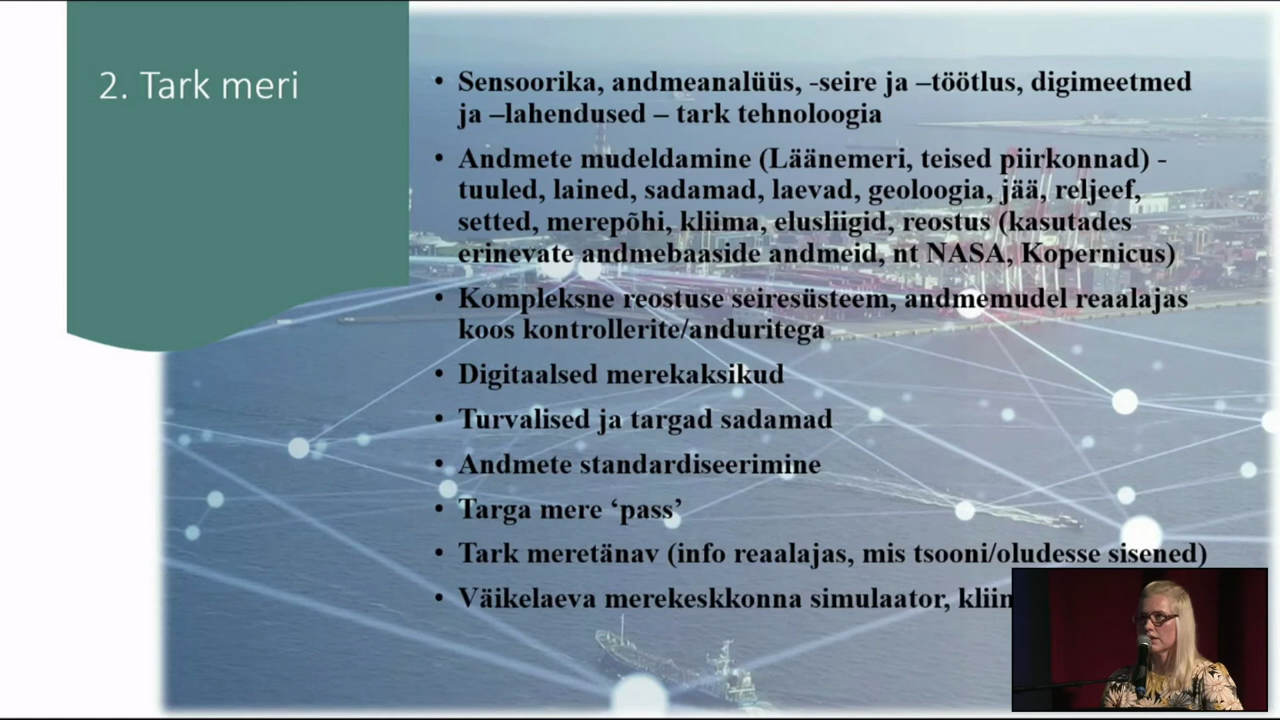 2. Tark meri
• Sensoorika, andmeanalüüs, -seire ja –töötlus, digimeetmed
ja –lahendused – tark tehnoloogia
• Andmete mudeldamine (Läänemeri, teised piirkonnad) -
tuuled, lained, sadamad, laevad, geoloogia, jää, reljeef,
setted, merepõhi, kliima, elusliigid, reostus (kasutades
erinevate andmebaaside andmeid, nt NASA, Kopernicus)
• Kompleksne reostuse seiresüsteem, andmemudel reaalajas
koos kontrollerite/anduritega
• Digitaalsed merekaksikud
• Turvalised ja targad sadamad
• Andmete standardiseerimine
• Targa mere ‘pass’
• Tark meretänav (info reaalajas, mis tsooni/oludesse sisened)
• Väikelaeva merekeskkonna simulaator,